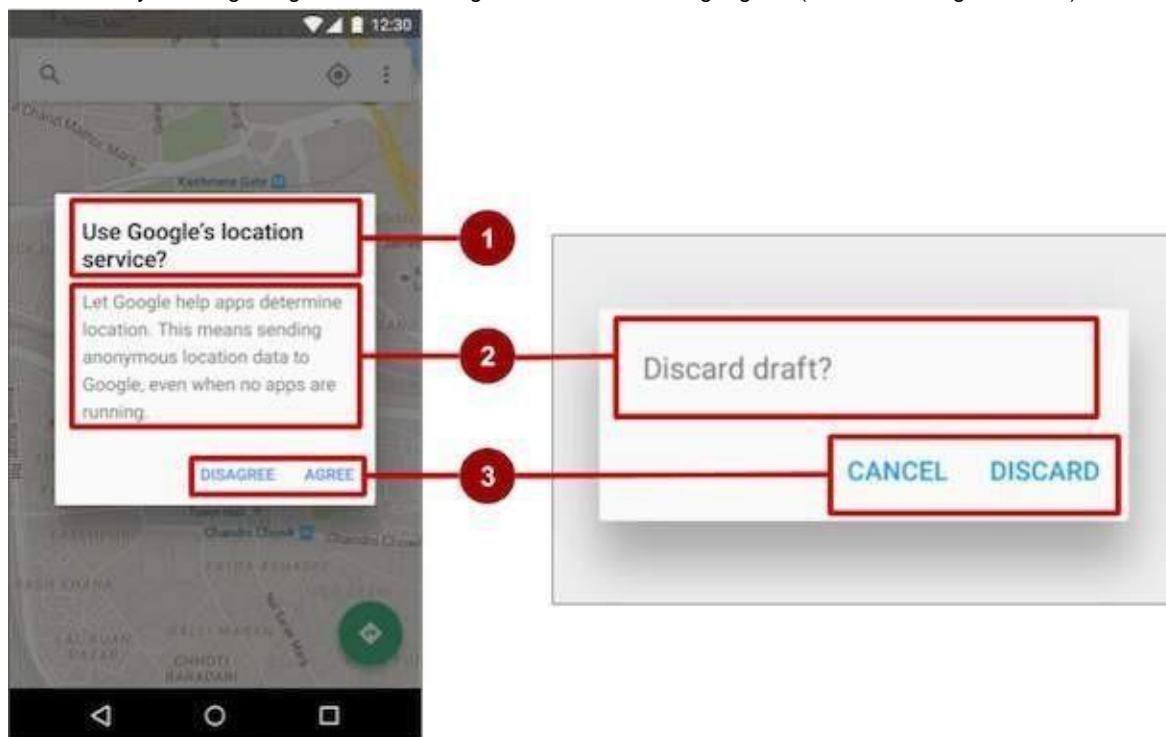 12:30
Kashmere Gate M
Use Google's location
service?
Let Google help apps determine
location. This means sending
anonymous location data to
Google, even when no apps are
running.
DISAGREE AGREE
1
2
3
Discard draft?
CANCEL DISCARD
Chandni Chowk
CHHOTI
BARADARI